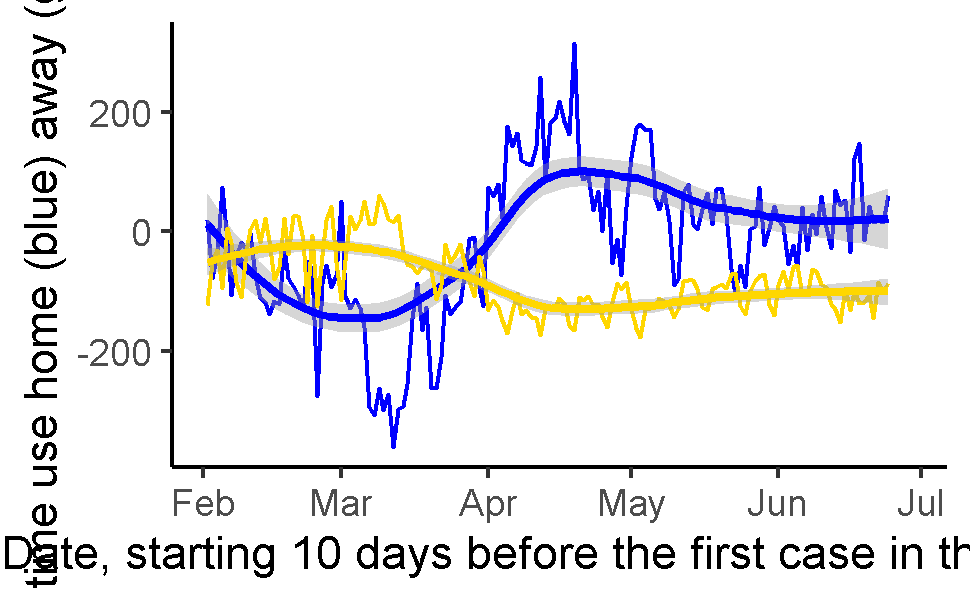 time use home (blue) away (
200
0
-200
Feb Mar Apr May Jun Jul
Date, starting 10 days before the first case in th